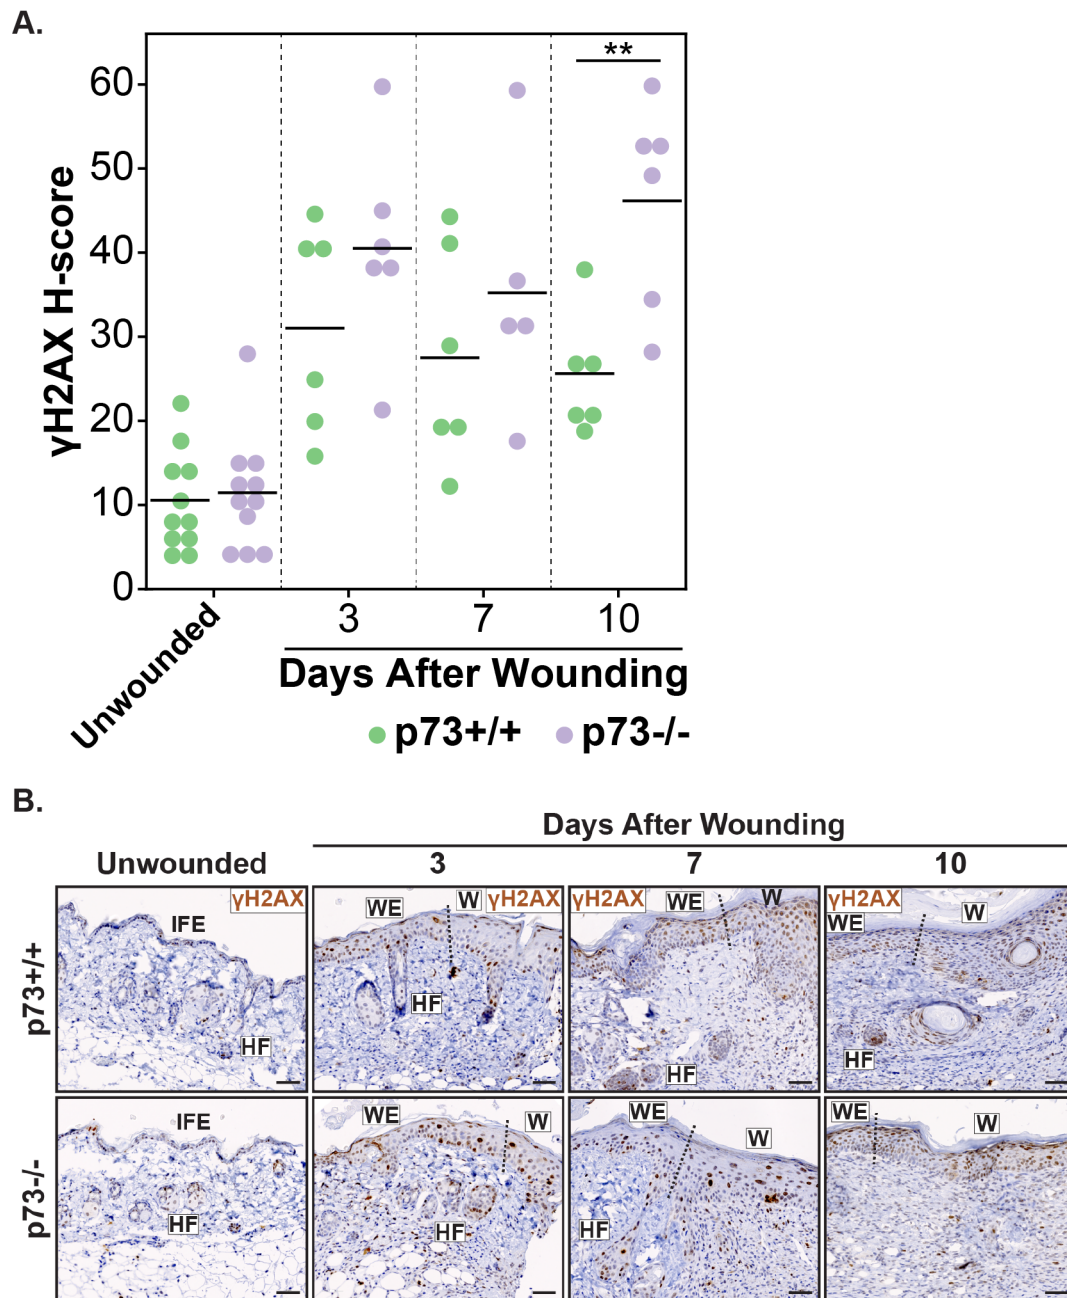 A.
**
γH2AX H-score
60
50
40
30
20
10
0
Unwounded
3 7 10
Days After Wounding
p73+/+ p73-/-
B.
Days After Wounding
Unwounded 3 7 10
p73+/+
γH2AX
IFE
HF
WE W γH2AX
HF
γH2AX WE W
HF
γH2AX
WE W
HF
p73-/-
IFE
HF
WE W
HF
WE W
HF
WE W